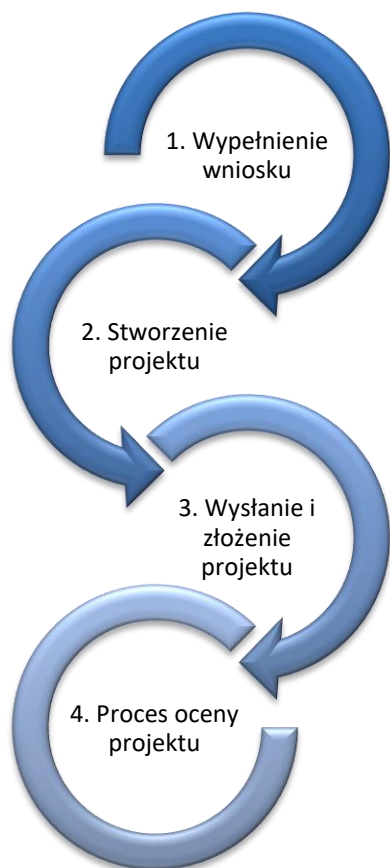 1. Wypełnienie
wniosku
2. Stworzenie
projektu
3. Wysłanie i
złożenie
projektu
4. Proces oceny
projektu